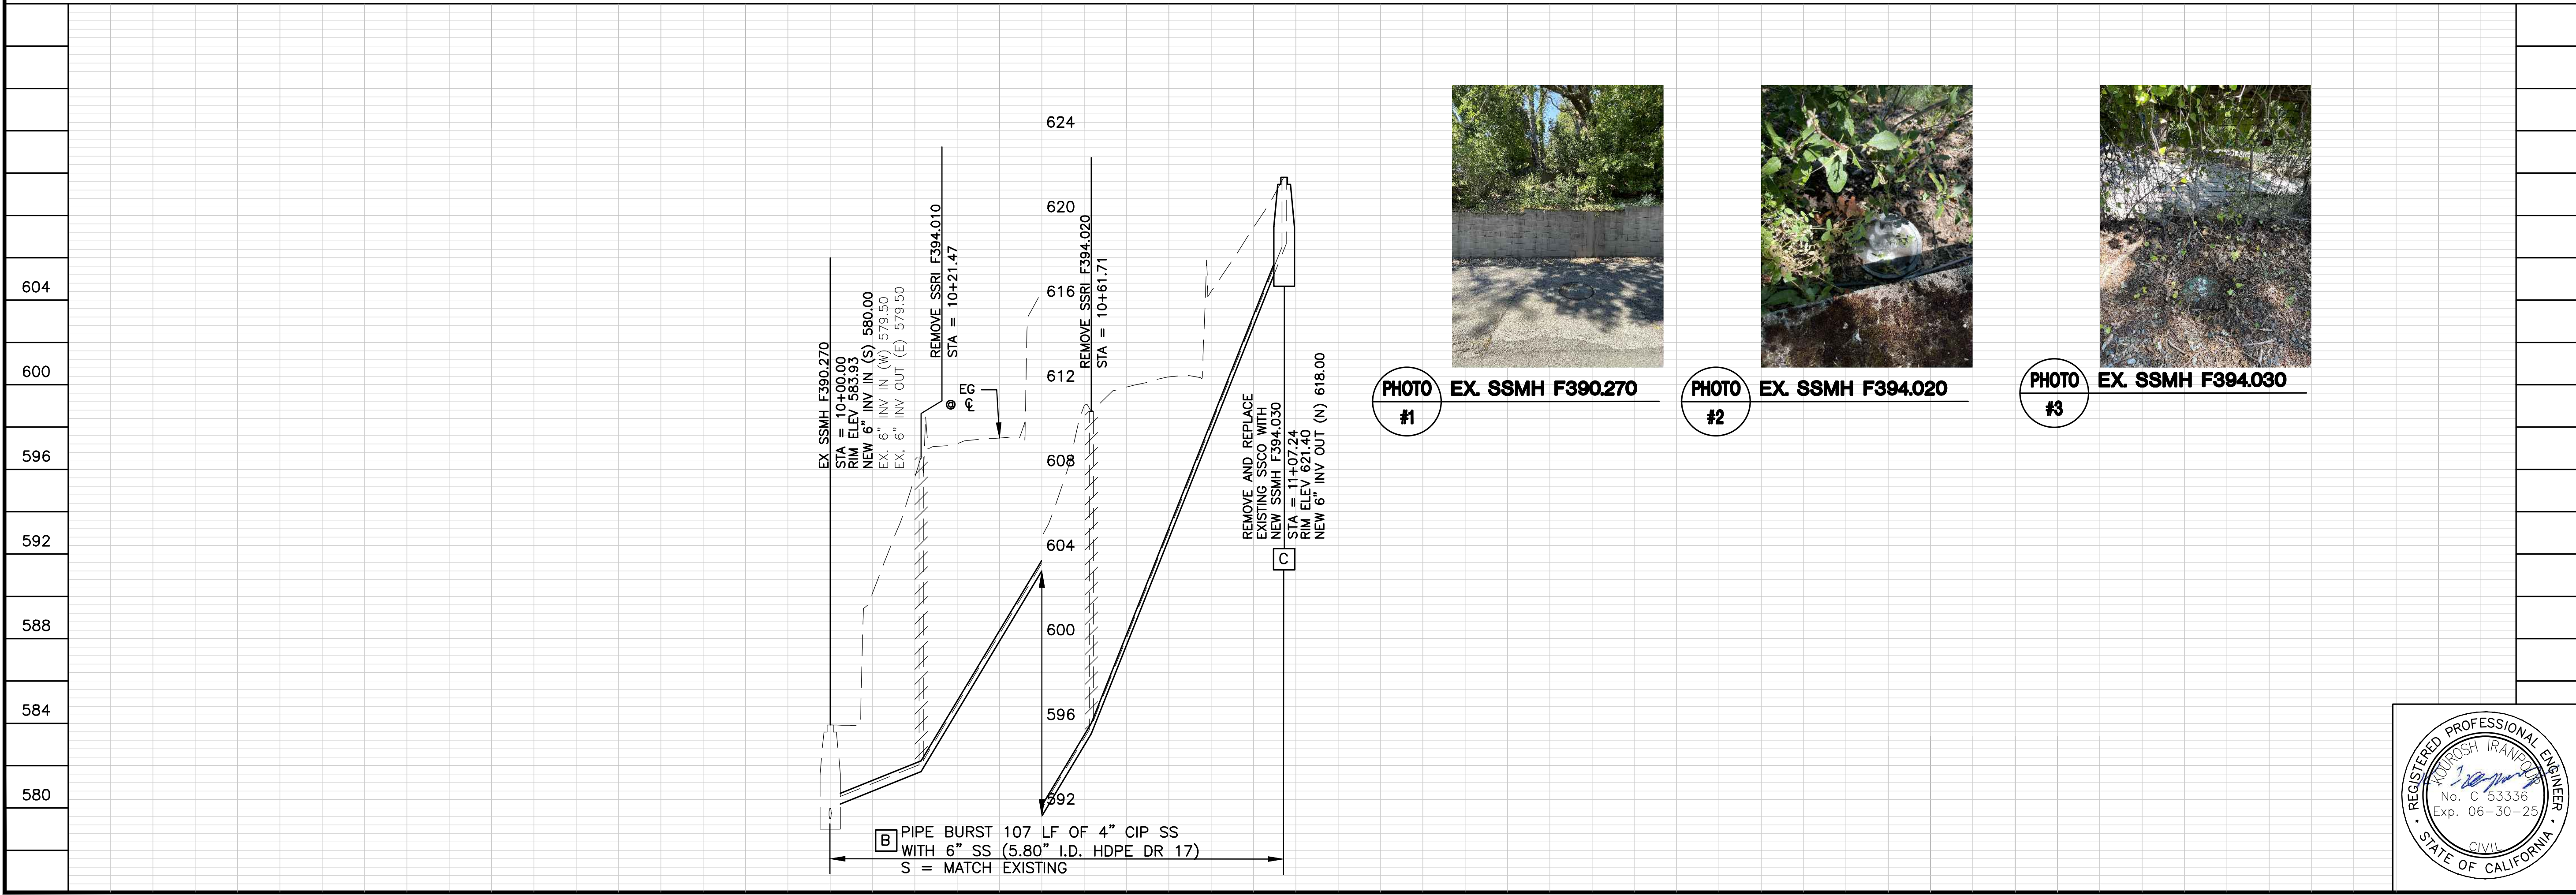 604
600
596
592
588
584
580
EX SSMH F390.270
STA = 10+00.00
RIM ELEV 583.93
NEW 6" INV IN (S) 580.00
EX. 6" INV IN (W) 579.50
EX, 6" INV OUT (E) 579.50
REMOVE SSRI F394.010
STA = 10+21.47
@ ℄
EG
624
620
616
612
608
604
600
596
592
REMOVE SSRI F394.020
STA = 10+61.71
REMOVE AND REPLACE
EXISTING SSCO WITH
NEW SSMH F394.030
STA = 11+07.24
RIM ELEV 621.40
NEW 6" INV OUT (N) 618.00
C
B
PIPE BURST 107 LF OF 4" CIP SS
WITH 6" SS (5.80" I.D. HDPE DR 17)
S = MATCH EXISTING
PHOTO #1
EX. SSMH F390.270
PHOTO #2
EX. SSMH F394.020
PHOTO #3
EX. SSMH F394.030
REGISTERED PROFESSIONAL ENGINEER
KOUROSH IRANPOUR
No. C 53336
Exp. 06-30-25
CIVIL
STATE OF CALIFORNIA